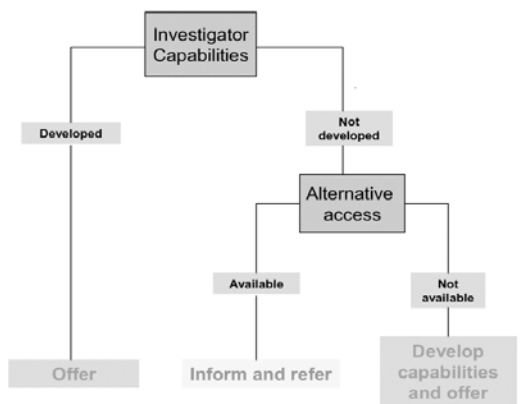 Investigator
Capabilities
Developed
Not
developed
Alternative
access
Available
Not
available
Offer
Inform and refer
Develop
capabilities
and offer